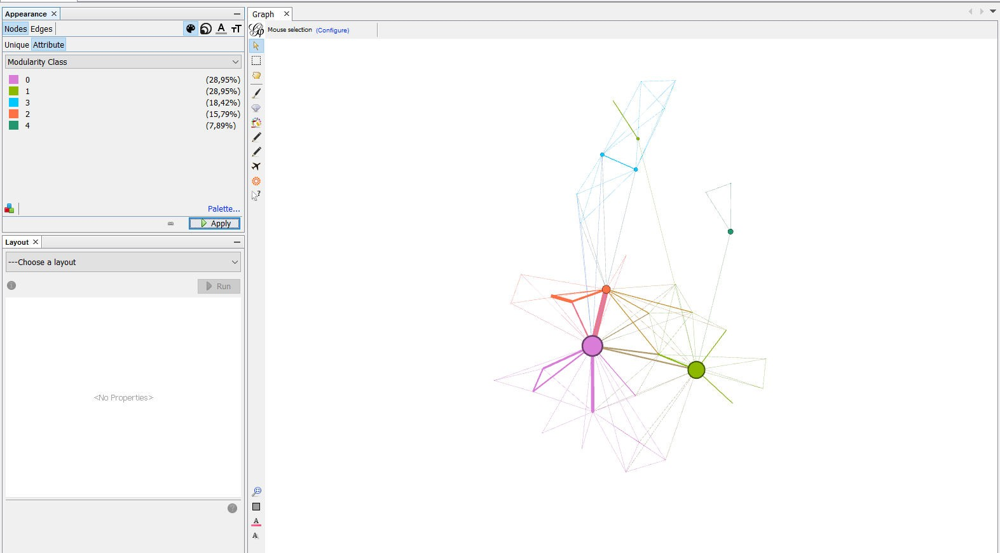 Appearance
Nodes Edges A TT
Unique Attribute
Modularity Class
0 (28,95%)
1 (28,95%)
3 (18,42%)
2 (15,79%)
4 (7,89%)
Palette...
Apply
Layout
---Choose a layout
Run
<No Properties>
Graph
Mouse selection (Configure)
A
A